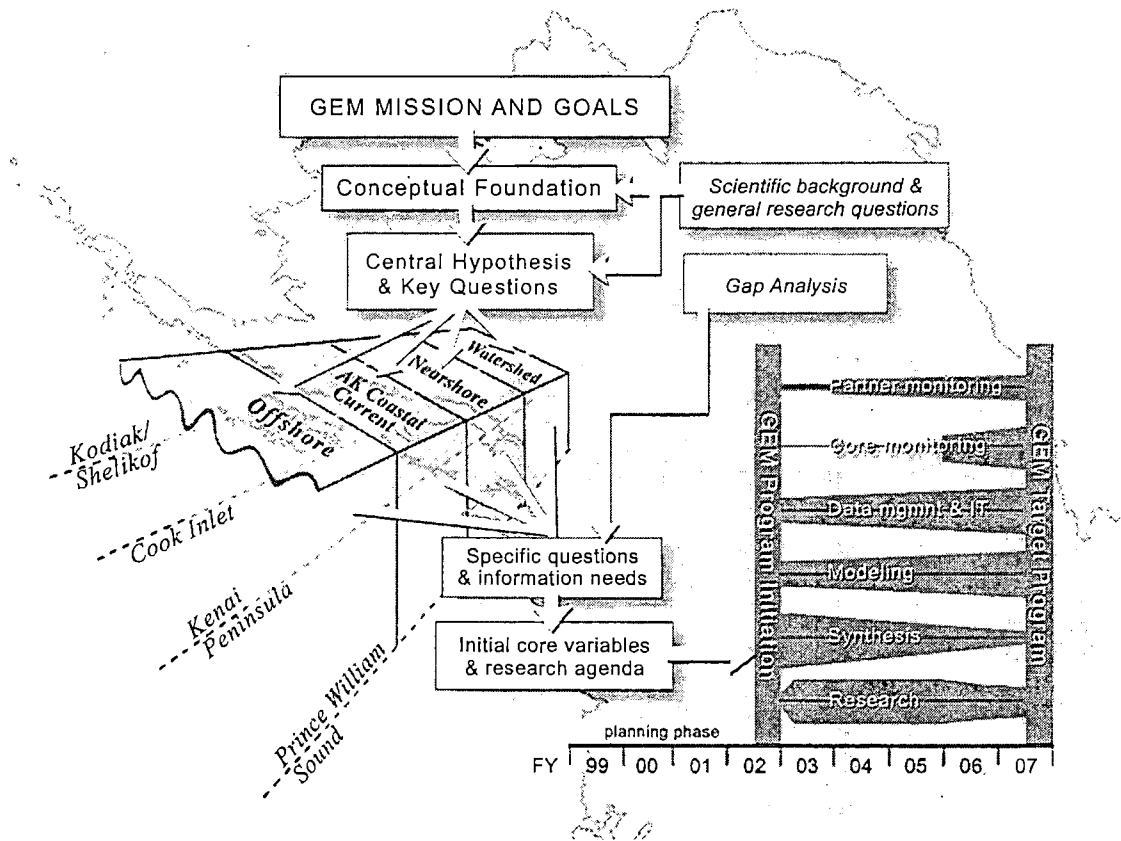 GEM MISSION AND GOALS
Conceptual Foundation
Scientific background &
general research questions
Central Hypothesis
& Key Questions
Gap Analysis
Watershed
Nearshore
AK Coastal
Current
Offshore
Kodiak/
Shelikof
Cook Inlet
Kenai
Peninsula
Prince William
Sound
Specific questions
& information needs
Initial core variables
& research agenda
GEM Program Initiation
Partner monitoring
Core monitoring
Data mgmnt & IT
Modeling
Synthesis
Research
GEM Target Program
planning phase
FY 99 00 01 02 03 04 05 06 07